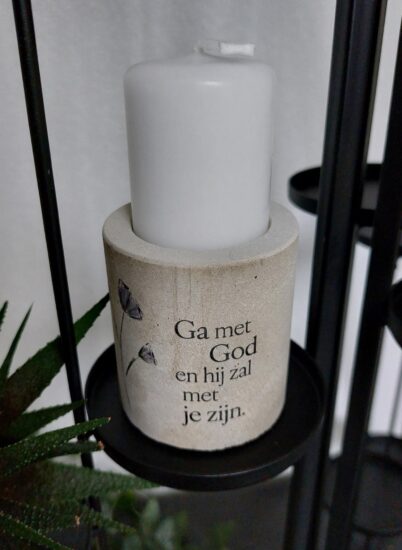 Ga met
God
en hij zal
met
je zijn.